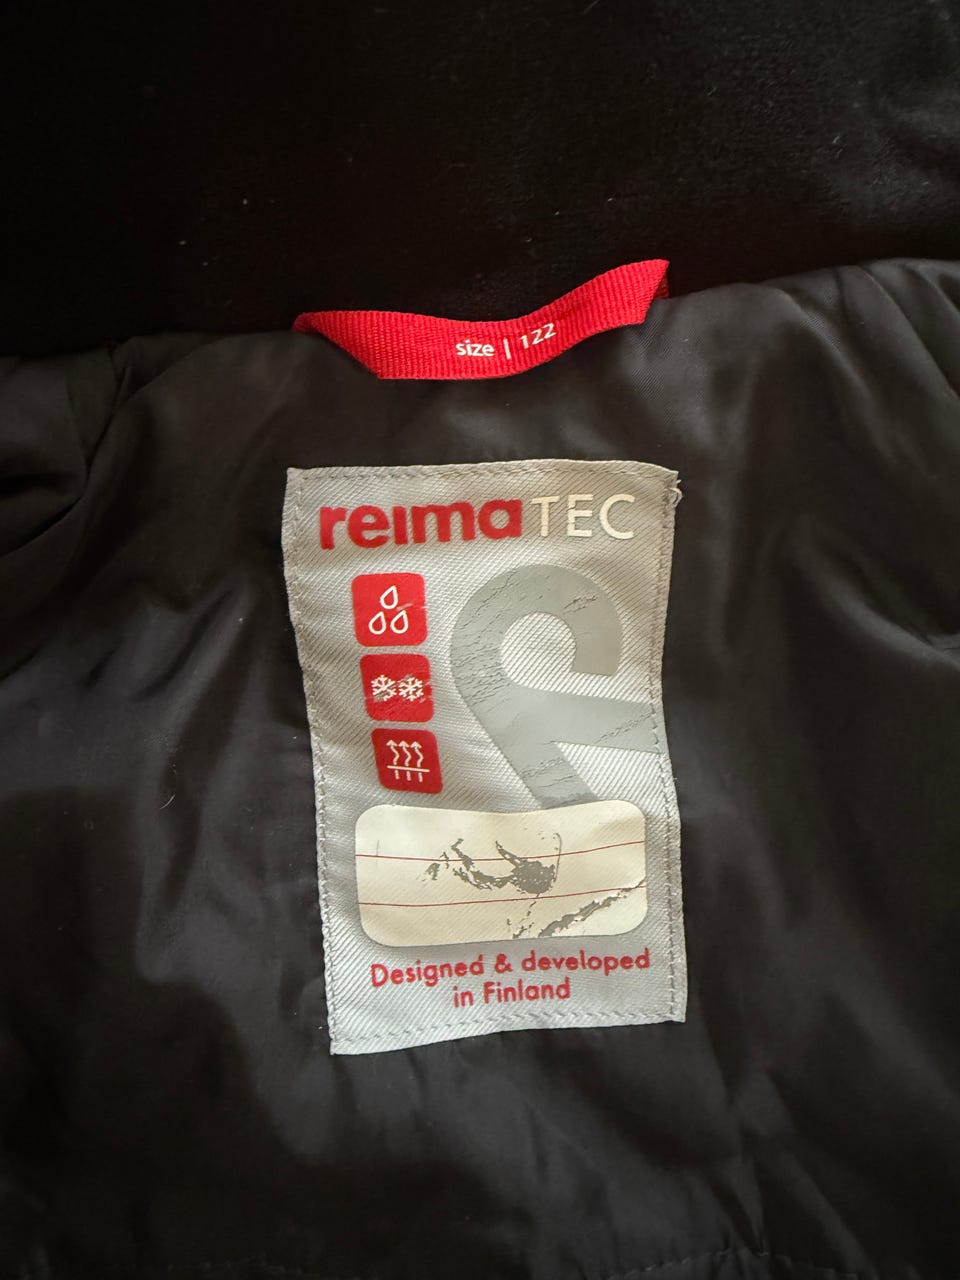 size | 122
reimaTEC
Designed & developed
in Finland